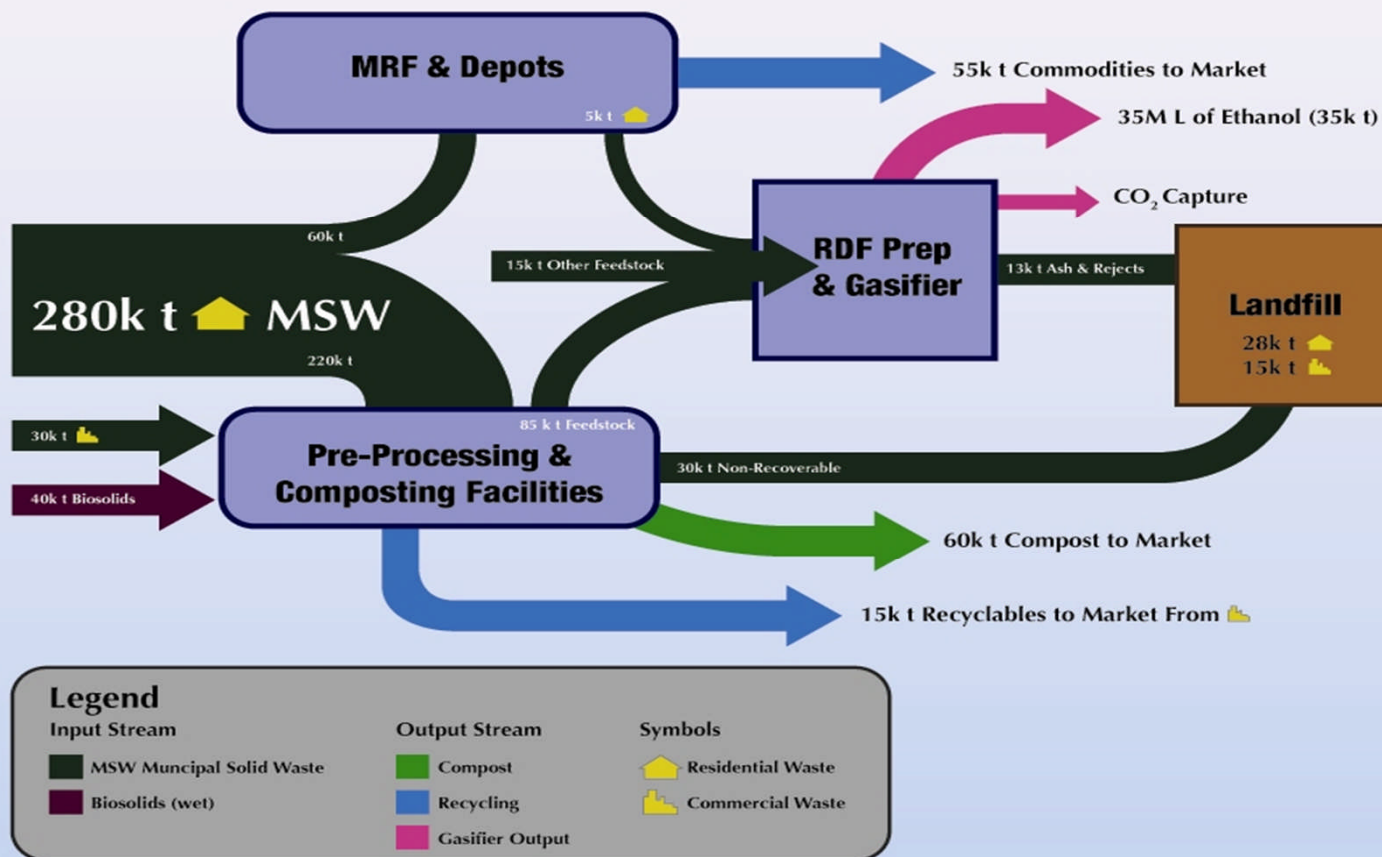 MRF & Depots
5k t
55k t Commodities to Market
35M L of Ethanol (35k t)
CO₂ Capture
60k t
15k t Other Feedstock
RDF Prep
& Gasifier
13k t Ash & Rejects
280k t MSW
220k t
Landfill
28k t
15k t
30k t
40k t Biosolids
85 k t Feedstock
Pre-Processing &
Composting Facilities
30k t Non-Recoverable
60k t Compost to Market
15k t Recyclables to Market From
Legend
Input Stream
MSW Muncipal Solid Waste
Biosolids (wet)
Output Stream
Compost
Recycling
Gasifier Output
Symbols
Residential Waste
Commercial Waste